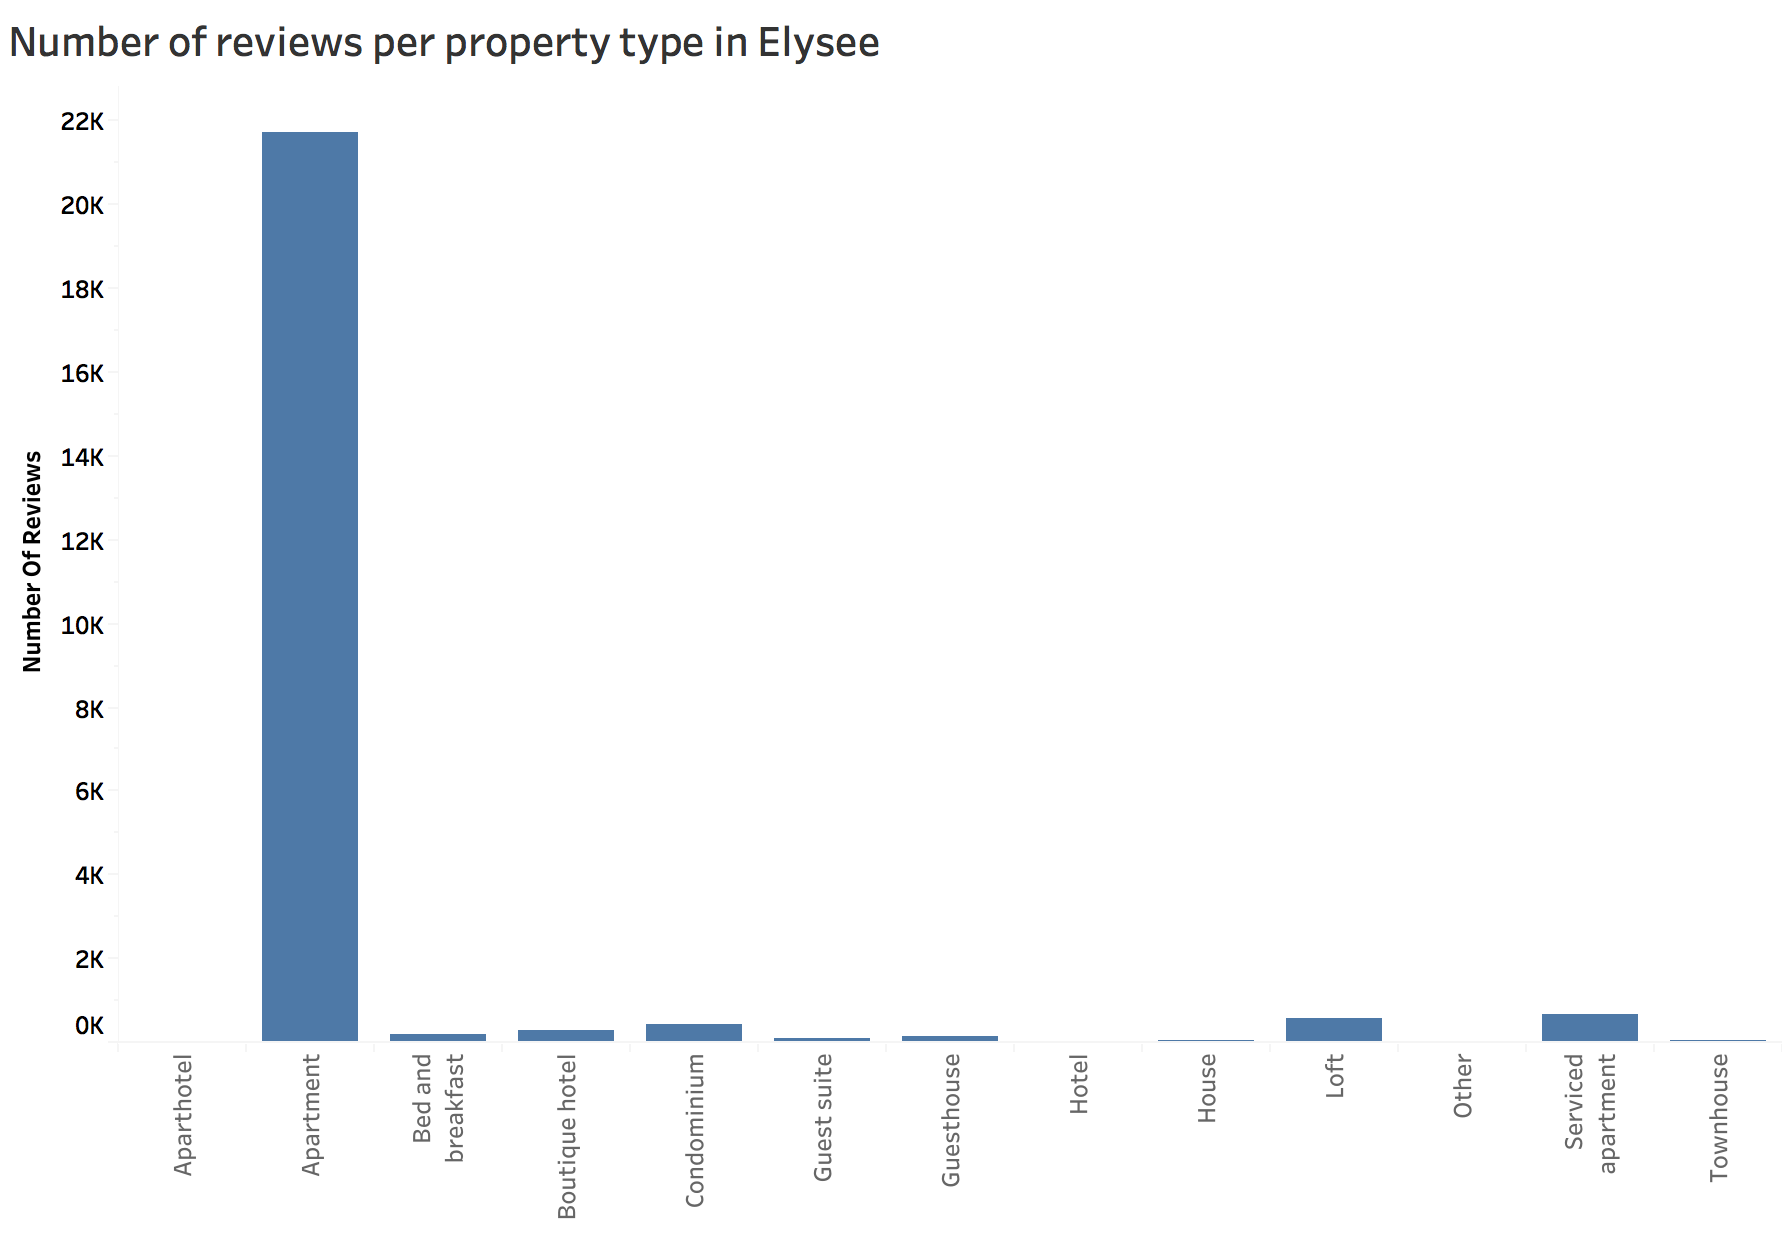 Number of reviews per property type in Elysee
22K
20K
18K
16K
14K
12K
10K
8K
6K
4K
2K
0K
Number Of Reviews
Aparthotel
Apartment
Bed and
breakfast
Boutique hotel
Condominium
Guest suite
Guesthouse
Hotel
House
Loft
Other
Serviced
apartment
Townhouse